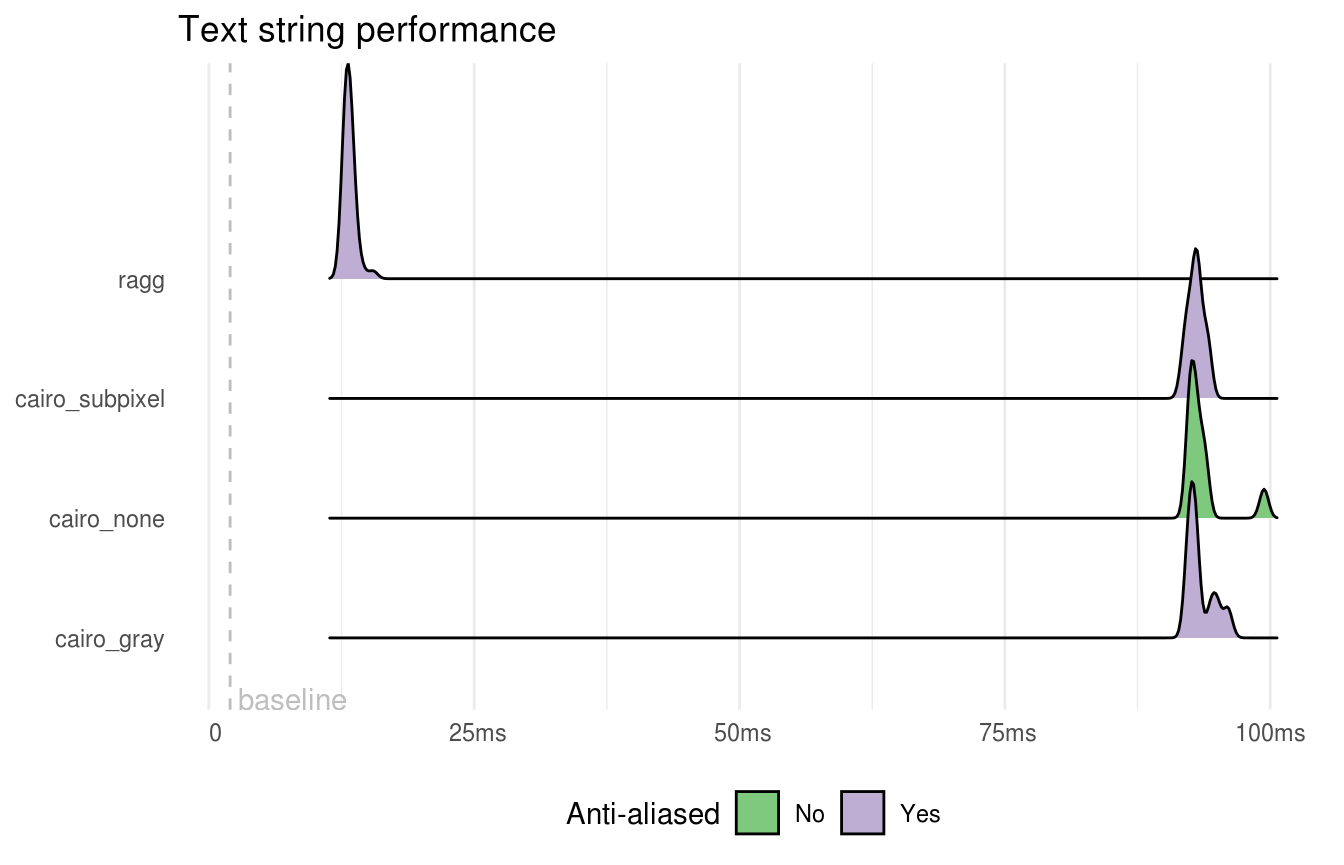 Text string performance
ragg
cairo_subpixel
cairo_none
cairo_gray
baseline
0 25ms 50ms 75ms 100ms
Anti-aliased No Yes